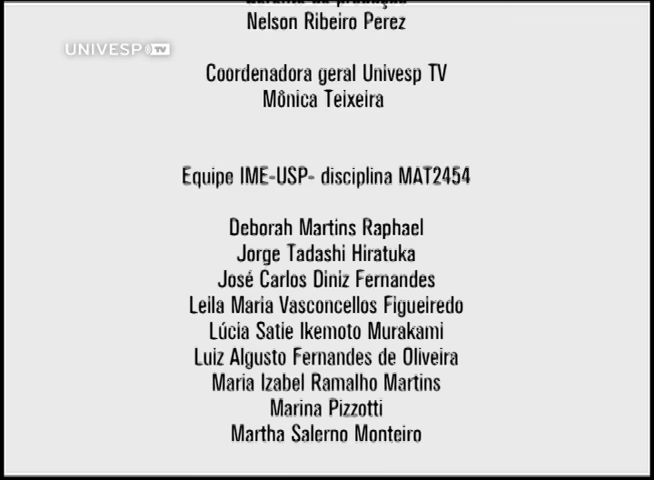 Nelson Ribeiro Perez
UNIVESP TV
Coordenadora geral Univesp TV
Mônica Teixeira
Equipe IME-USP- disciplina MAT2454
Deborah Martins Raphael
Jorge Tadashi Hiratuka
José Carlos Diniz Fernandes
Leila Maria Vasconcellos Figueiredo
Lúcia Satie Ikemoto Murakami
Luiz Algusto Fernandes de Oliveira
Maria Izabel Ramalho Martins
Marina Pizzotti
Martha Salerno Monteiro